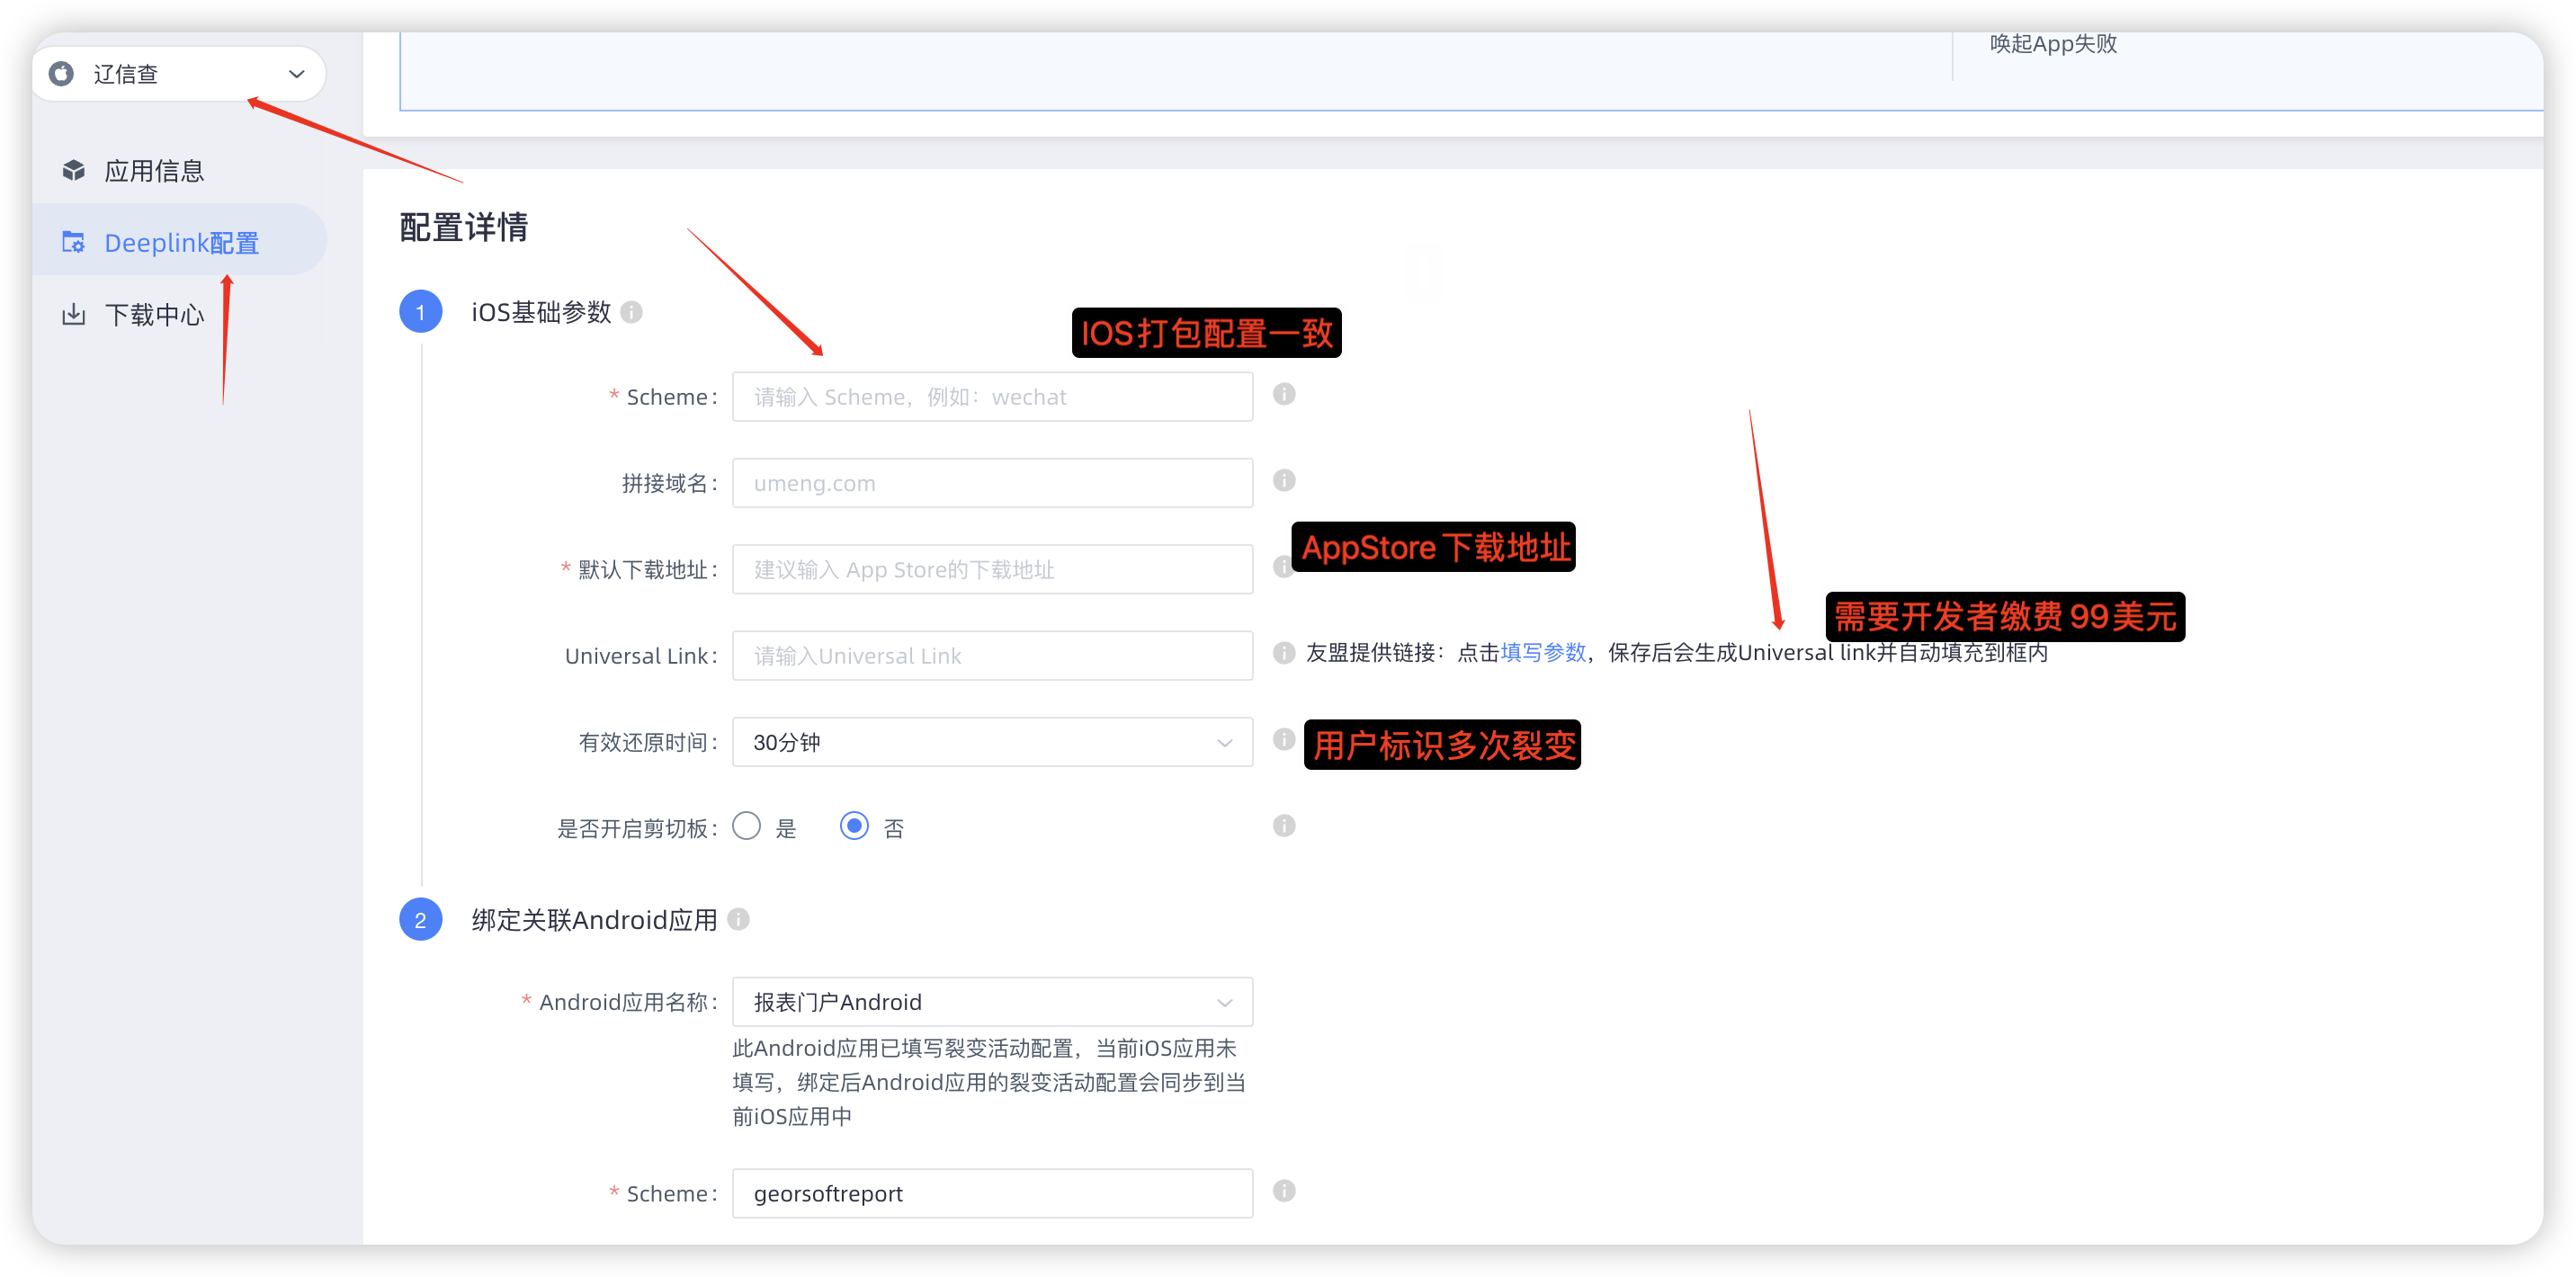 辽信查
唤起App失败
应用信息
Deeplink配置
下载中心
配置详情
1
iOS基础参数
IOS打包配置一致
* Scheme：
请输入 Scheme，例如：wechat
拼接域名：
umeng.com
* 默认下载地址：
建议输入 App Store的下载地址
AppStore下载地址
需要开发者缴费99美元
Universal Link：
请输入Universal Link
友盟提供链接：点击填写参数，保存后会生成Universal link并自动填充到框内
有效还原时间：
30分钟
用户标识多次裂变
是否开启剪切板：
是
否
2
绑定关联Android应用
* Android应用名称：
报表门户Android
此Android应用已填写裂变活动配置，当前iOS应用未
填写，绑定后Android应用的裂变活动配置会同步到当
前iOS应用中
* Scheme：
georsoftreport